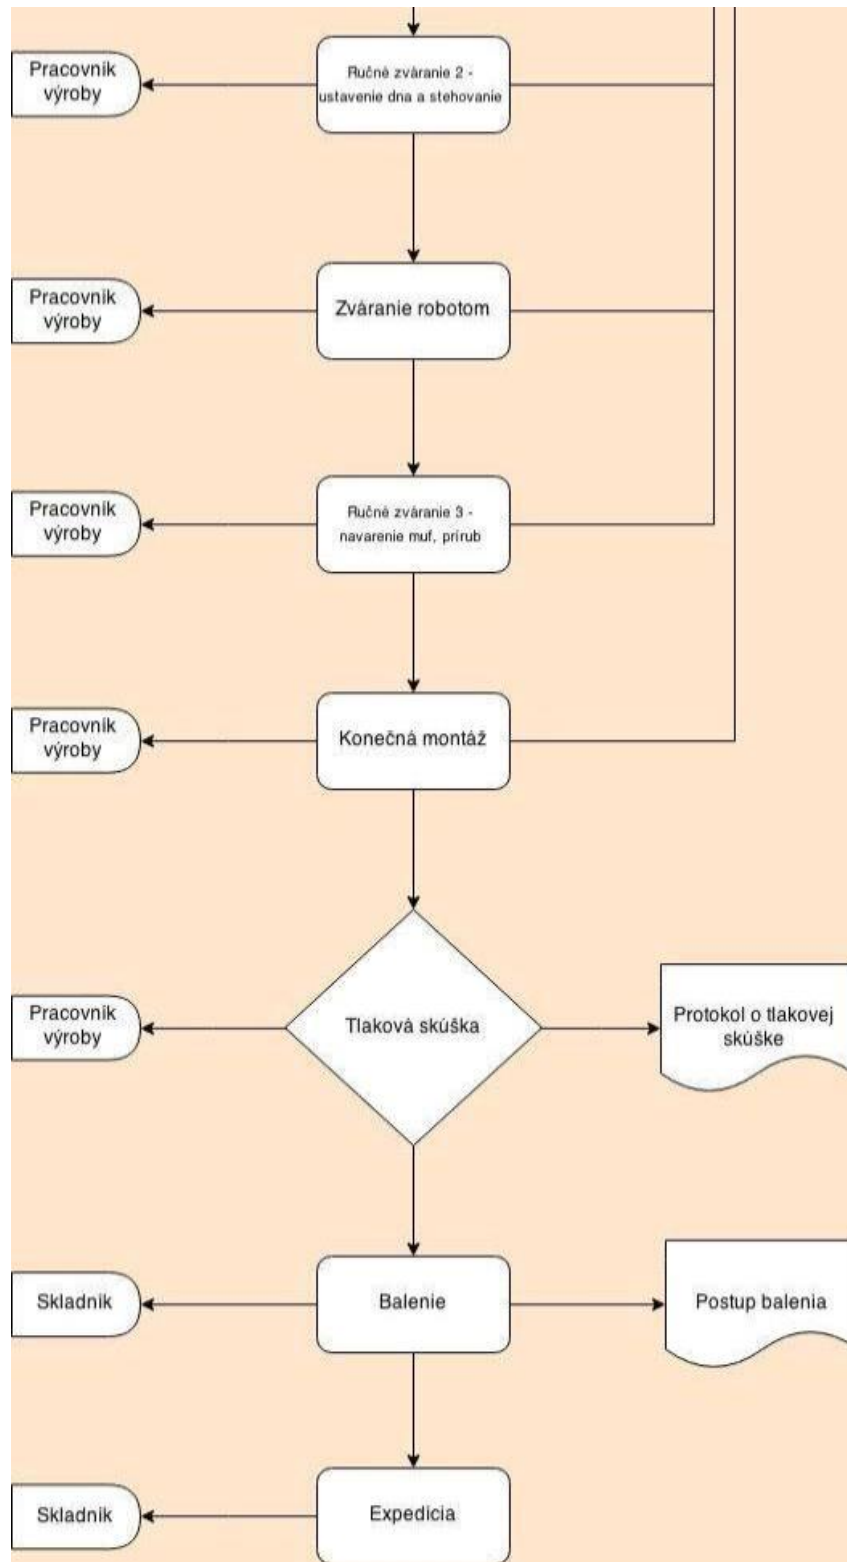 Pracovník
výroby
Ručné zváranie 2 -
ustavenie dna a stehovanie
Pracovník
výroby
Zváranie robotom
Pracovník
výroby
Ručné zváranie 3 -
navarenie muf, prírub
Pracovník
výroby
Konečná montáž
Pracovník
výroby
Tlaková skúška
Protokol o tlakovej
skúške
Skladník
Balenie
Postup balenia
Skladník
Expedícia